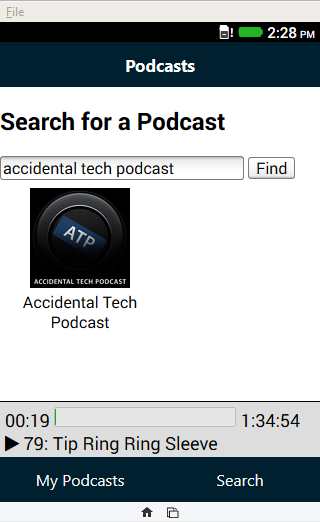 File
2:28 PM
Podcasts
Search for a Podcast
accidental tech podcast Find
ATP
ACCIDENTAL TECH PODCAST
Accidental Tech
Podcast
00:19 1:34:54
79: Tip Ring Ring Sleeve
My Podcasts Search